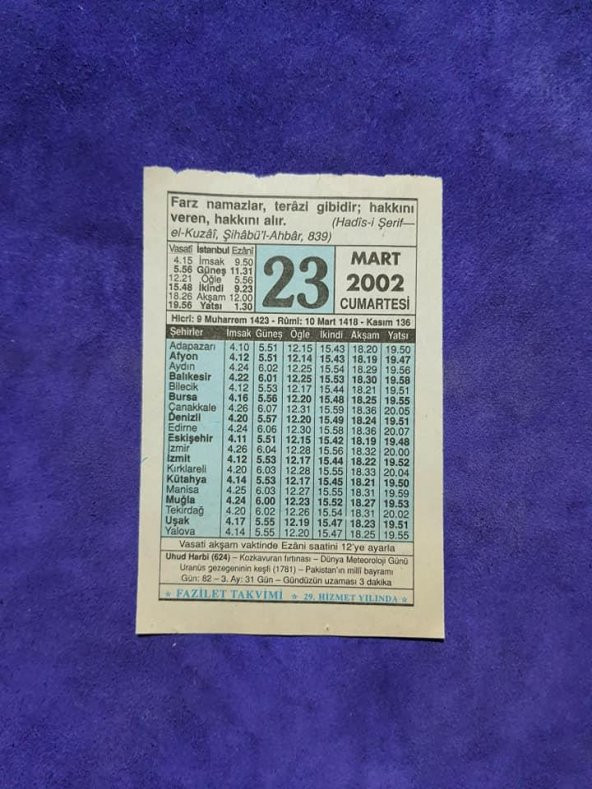 Farz namazlar, terâzi gibidir; hakkını
veren, hakkını alır. (Hadîs-i Şerif—
el-Kuzâî, Şihâbü'l-Ahbâr, 839)
Vasatî İstanbul Ezânî
4.15 İmsak 9.50
5.56 Güneş 11.31
12.21 Öğle 5.56
15.48 İkindi 9.23
18.26 Akşam 12.00
19.56 Yatsı 1.30
23
MART
2002
CUMARTESİ
Hicrî: 9 Muharrem 1423 - Rûmî: 10 Mart 1418 - Kasım 136
Şehirler İmsak Güneş Öğle İkindi Akşam Yatsı
Adapazarı 4.10 5.51 12.15 15.43 18.20 19.50
Afyon 4.12 5.51 12.14 15.43 18.19 19.47
Aydın 4.24 6.02 12.25 15.54 18.29 19.56
Balıkesir 4.22 6.01 12.25 15.53 18.30 19.58
Bilecik 4.12 5.53 12.17 15.44 18.21 19.51
Bursa 4.16 5.56 12.20 15.48 18.25 19.55
Çanakkale 4.26 6.07 12.31 15.59 18.36 20.05
Denizli 4.20 5.57 12.20 15.49 18.24 19.51
Edirne 4.24 6.06 12.30 15.58 18.36 20.07
Eskişehir 4.11 5.51 12.15 15.42 18.19 19.48
İzmir 4.26 6.04 12.28 15.56 18.32 20.00
İzmit 4.12 5.53 12.17 15.44 18.22 19.52
Kırklareli 4.20 6.03 12.28 15.55 18.33 20.04
Kütahya 4.14 5.53 12.17 15.45 18.21 19.50
Manisa 4.25 6.03 12.27 15.55 18.31 19.59
Muğla 4.24 6.00 12.23 15.52 18.27 19.53
Tekirdağ 4.20 6.02 12.26 15.54 18.31 20.02
Uşak 4.17 5.55 12.19 15.47 18.23 19.51
Yalova 4.14 5.55 12.20 15.47 18.25 19.55
Vasati akşam vaktinde Ezâni saatini 12'ye ayarla
Uhud Harbi (624) – Kozkavuran fırtınası – Dünya Meteoroloji Günü
Uranüs gezegeninin keşfi (1781) – Pakistan'ın millî bayramı
Gün: 82 – 3. Ay: 31 Gün – Gündüzün uzaması 3 dakika
★ FAZİLET TAKVİMİ ★ 29. HİZMET YILINDA ★